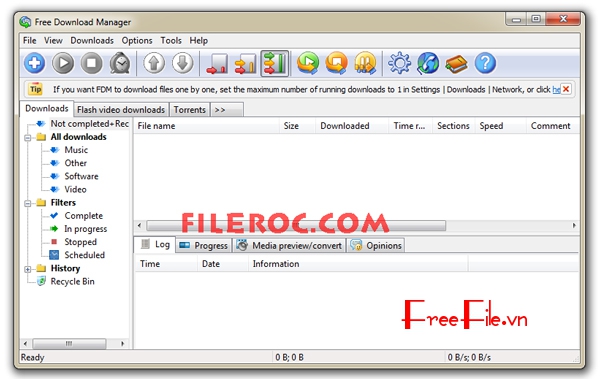 Free Download Manager
File View Downloads Options Tools Help
Tip If you want FDM to download files one by one, set the maximum number of running downloads to 1 in Settings | Downloads | Network, or click he
Downloads Flash video downloads Torrents >>
Not completed+Rec
All downloads
Music
Other
Software
Video
Filters
Complete
In progress
Stopped
Scheduled
History
Recycle Bin
File name Size Downloaded Time r... Sections Speed Comment
FILEROC.COM
Log Progress Media preview/convert Opinions
Time Date Information
FreeFile.vn
Ready 0 B; 0 B 0 B/s; 0 B/s